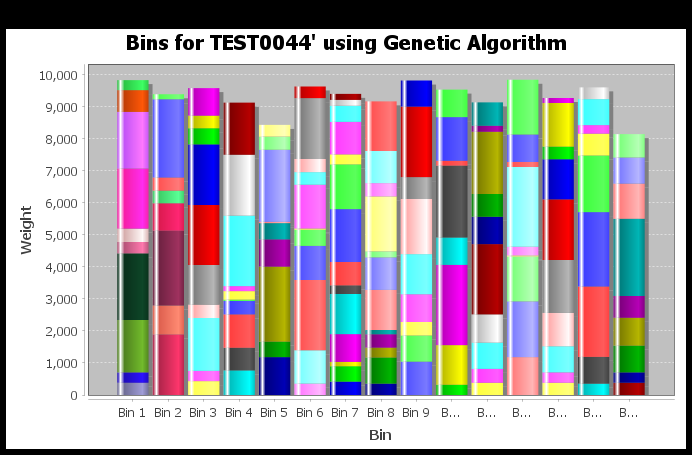 Bins for TEST0044' using Genetic Algorithm
10,000
9,000
8,000
7,000
6,000
5,000
4,000
3,000
2,000
1,000
0
Weight
Bin 1 Bin 2 Bin 3 Bin 4 Bin 5 Bin 6 Bin 7 Bin 8 Bin 9 B... B... B... B... B... B...
Bin